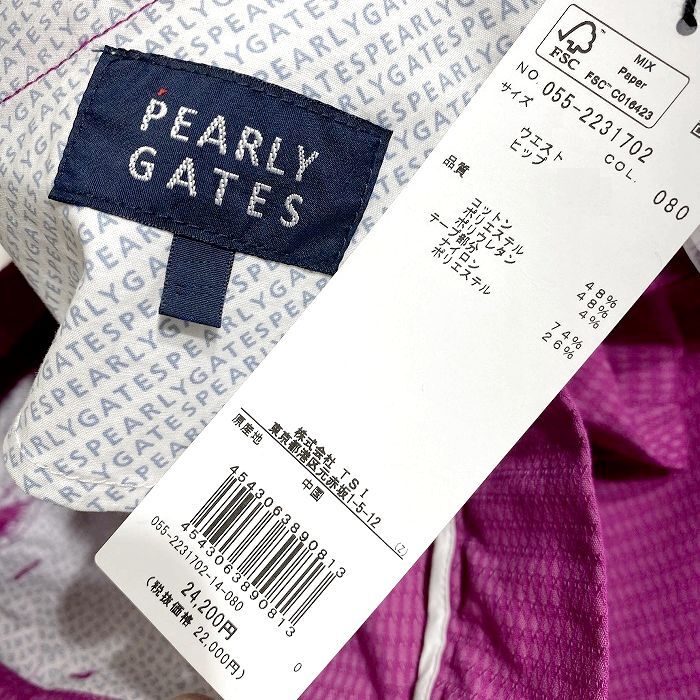 PEARLY
GATES
FSC
MIX
Paper
FSC™ C016423
NO. 055-2231702
サイズ COL. 080
ウエスト
ヒップ
品質
コットン 48%
ポリエステル 48%
ポリウレタン 4%
テープ部分
ナイロン 74%
ポリエステル 26%
株式会社 TSI
東京都港区元赤坂1-5-12
原産地 中国 (Z)
4543063890813
4543063890813
055-2231702-14-080
24,200円
(税抜価格 22,000円)
0
PEARLYGATESPEARLYGATES